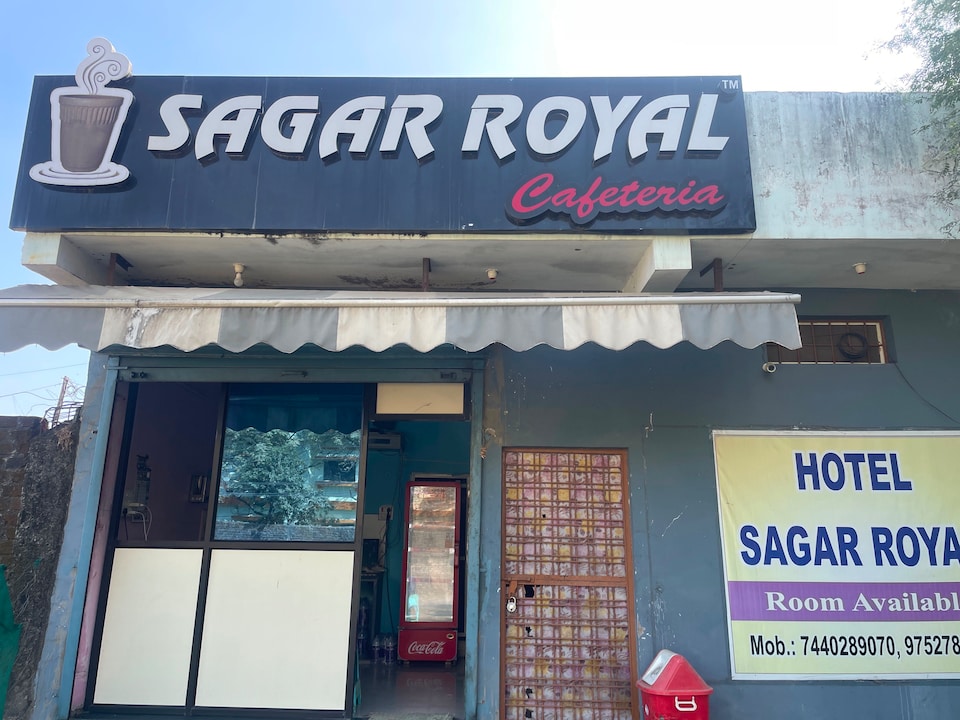 SAGAR ROYAL TM
Cafeteria
HOTEL
SAGAR ROYA
Room Availabl
Mob.: 7440289070, 975278
Coca-Cola